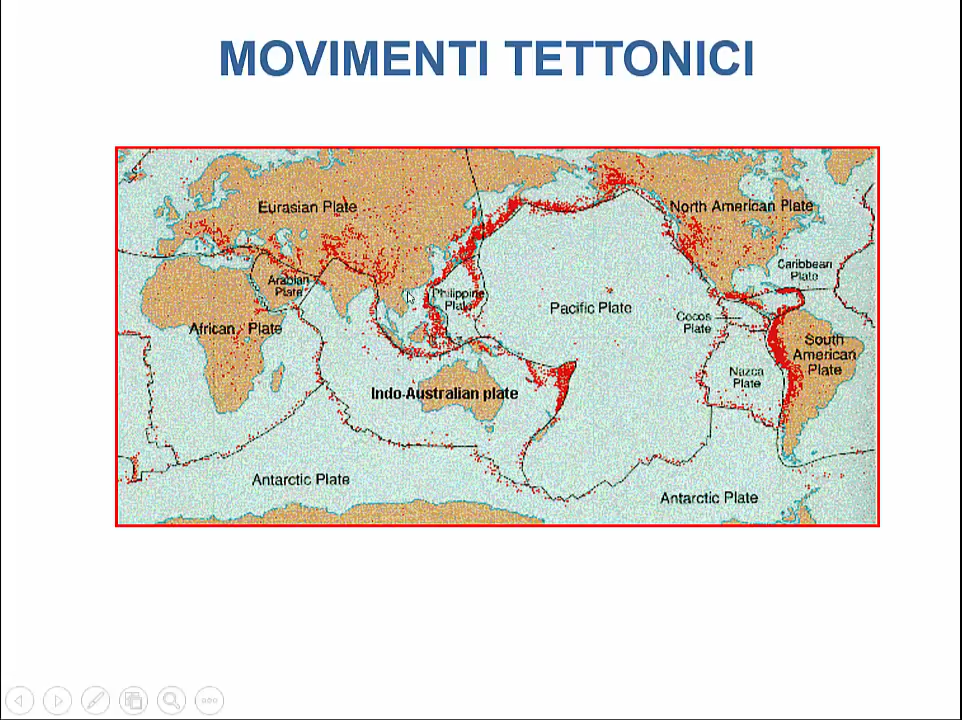 MOVIMENTI TETTONICI
Eurasian Plate
North American Plate
Arabian
Plate
Philippine
Plate
Caribbean
Plate
Pacific Plate
Cocos
Plate
African Plate
South
American
Plate
Nazca
Plate
Indo-Australian plate
Antarctic Plate
Antarctic Plate